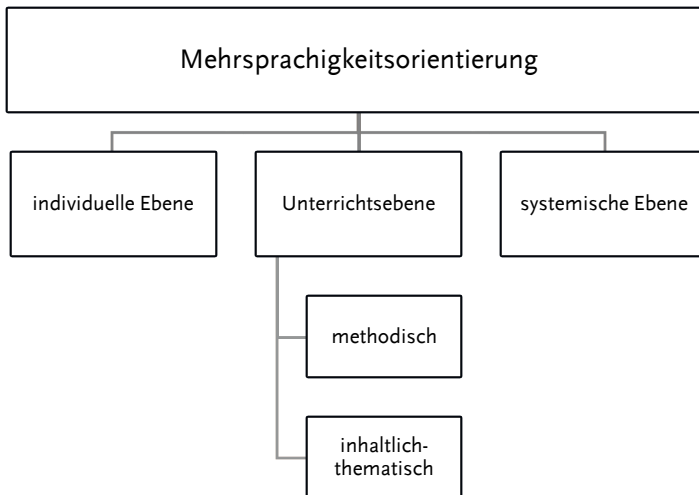 Mehrsprachigkeitsorientierung
individuelle Ebene
Unterrichtsebene
systemische Ebene
methodisch
inhaltlich-
thematisch